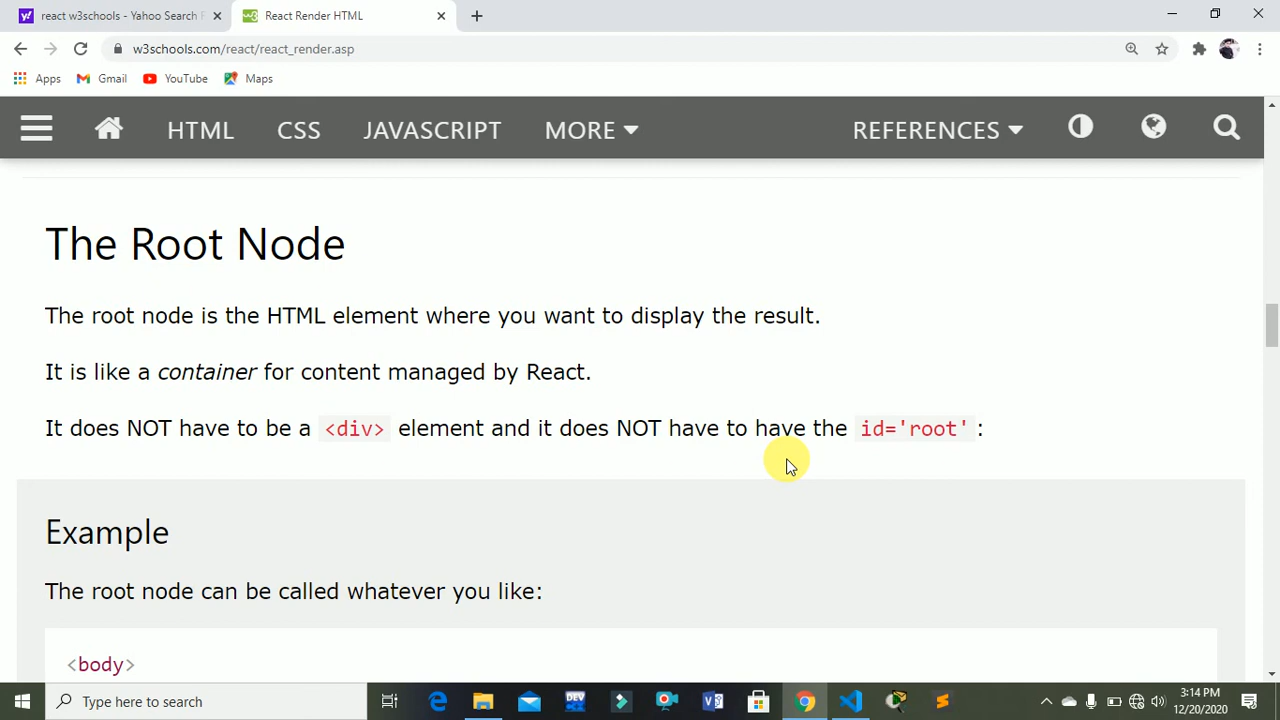 react w3schools - Yahoo Search R
React Render HTML
w3schools.com/react/react_render.asp
Apps
Gmail
YouTube
Maps
HTML
CSS
JAVASCRIPT
MORE
REFERENCES
The Root Node
The root node is the HTML element where you want to display the result.
It is like a container for content managed by React.
It does NOT have to be a <div> element and it does NOT have to have the id='root' :
Example
The root node can be called whatever you like:
<body>
Type here to search
DEV
3:14 PM
12/20/2020